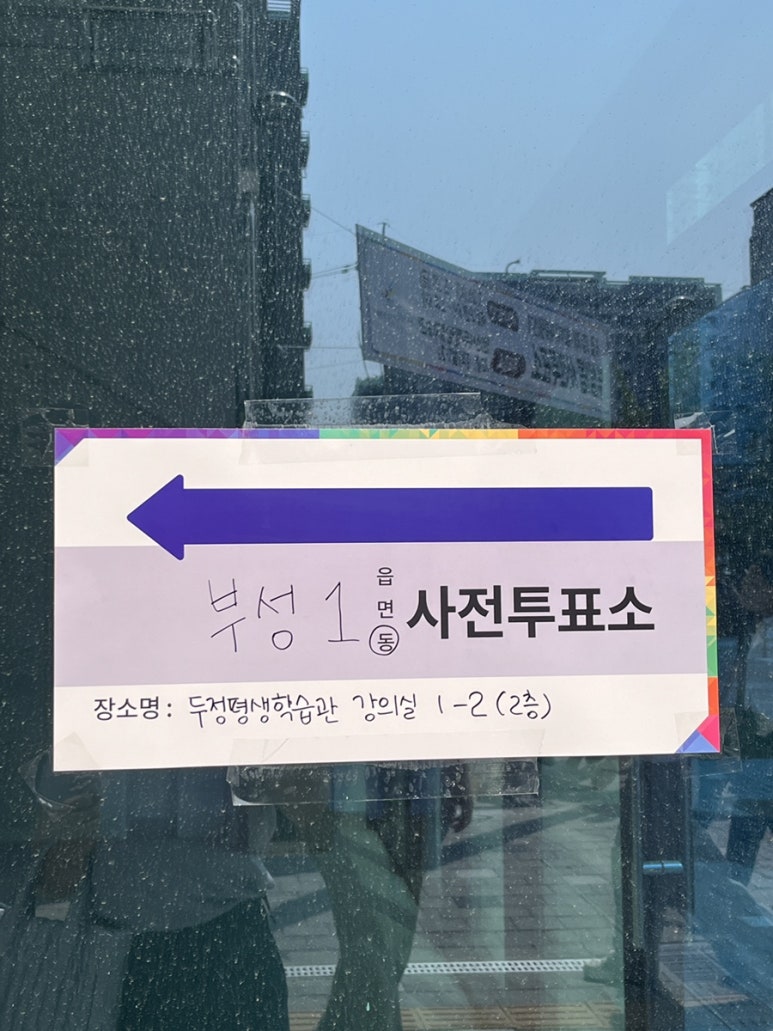 부성 1 읍 면 동 사전투표소
장소명 : 두정평생학습관 강의실 1-2 (2층)